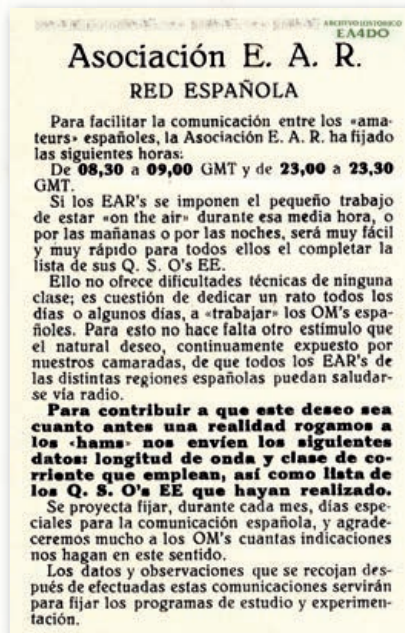 ARCHIVO HISTORICO
EA4DO
Asociación E. A. R.
RED ESPAÑOLA
Para facilitar la comunicación entre los «ama-
teurs» españoles, la Asociación E. A. R. ha fijado
las siguientes horas:
De 08,30 a 09,00 GMT y de 23,00 a 23,30
GMT.
Si los EAR's se imponen el pequeño trabajo
de estar «on the air» durante esa media hora, o
por las mañanas o por las noches, será muy fácil
y muy rápido para todos ellos el completar la
lista de sus Q. S. O's EE.
Ello no ofrece dificultades técnicas de ninguna
clase; es cuestión de dedicar un rato todos los
días o algunos días, a «trabajar» los OM's espa-
ñoles. Para esto no hace falta otro estímulo que
el natural deseo, continuamente expuesto por
nuestros camaradas, de que todos los EAR's de
las distintas regiones españolas puedan saludar-
se vía radio.
Para contribuir a que este deseo sea
cuanto antes una realidad rogamos a
los «hams» nos envíen los siguientes
datos: longitud de onda y clase de co-
rriente que emplean, así como lista de
los Q. S. O's EE que hayan realizado.
Se proyecta fijar, durante cada mes, días espe-
ciales para la comunicación española, y agrade-
ceremos mucho a los OM's cuantas indicaciones
nos hagan en este sentido.
Los datos y observaciones que se recojan des-
pués de efectuadas estas comunicaciones servirán
para fijar los programas de estudio y experimen-
tación.